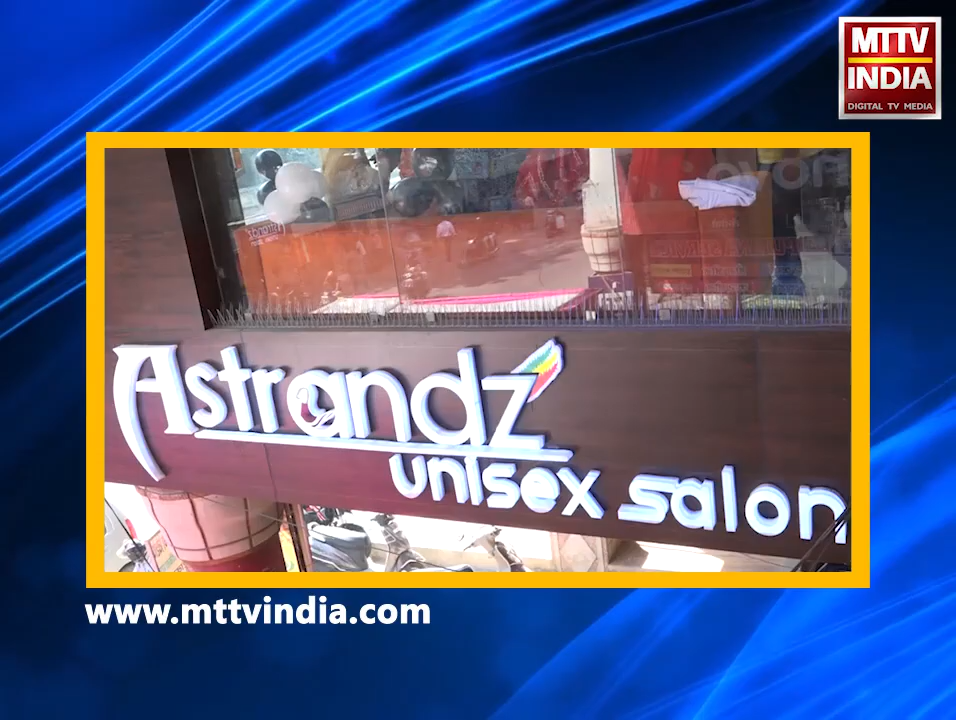 MTTV
INDIA
DIGITAL TV MEDIA
Astrandz
unisex salon
www.mttvindia.com